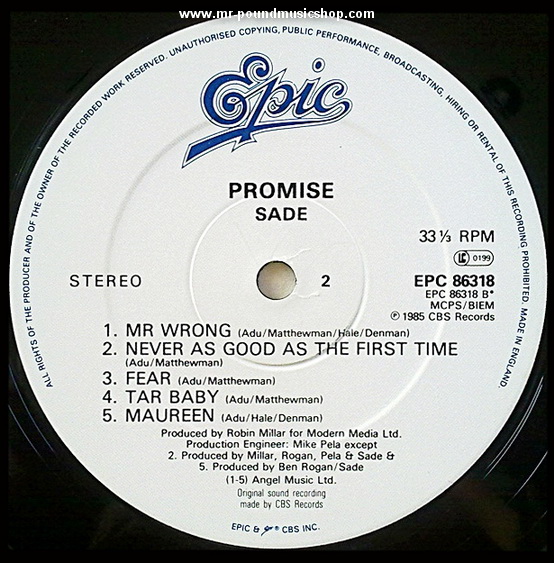 www.mr-poundmusicshop.com
ALL RIGHTS OF THE PRODUCER AND OF THE OWNER OF THE RECORDED WORK RESERVED. UNAUTHORISED COPYING, PUBLIC PERFORMANCE, BROADCASTING, HIRING OR RENTAL OF THIS RECORDING PROHIBITED. MADE IN ENGLAND.
Epic
PROMISE
SADE
33⅓ RPM
LC 0199
STEREO
2
EPC 86318
EPC 86318 B*
MCPS/BIEM
℗ 1985 CBS Records
1. MR WRONG (Adu/Matthewman/Hale/Denman)
2. NEVER AS GOOD AS THE FIRST TIME
(Adu/Matthewman)
3. FEAR (Adu/Matthewman)
4. TAR BABY (Adu/Matthewman)
5. MAUREEN (Adu/Hale/Denman)
Produced by Robin Millar for Modern Media Ltd.
Production Engineer: Mike Pela except
2. Produced by Millar, Rogan, Pela & Sade &
5. Produced by Ben Rogan/Sade
(1-5) Angel Music Ltd.
Original sound recording
made by CBS Records
EPIC & ® CBS INC.